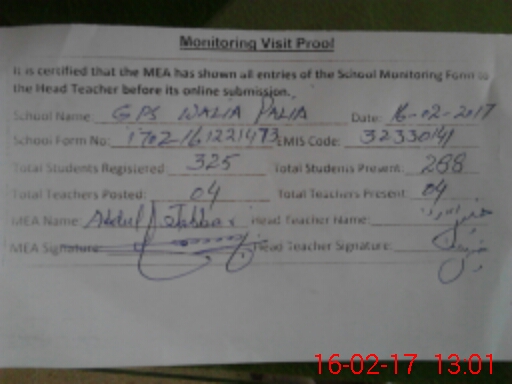 Monitoring Visit Proof
It is certified that the MEA has shown all entries of the School Monitoring Form to
the Head Teacher before its online submission.
School Name: GPS WALIA PALIA Date: 16-02-2017
School Form No: 1702-161221473 EMIS Code: 3233014
Total Students Registered 325 Total Students Present: 288
Total Teachers Posted: 04 Total Teachers Present: 04
MEA Name: Abdul Jabbar Head Teacher Name:
MEA Signature Head Teacher Signature:
16-02-17 13:01